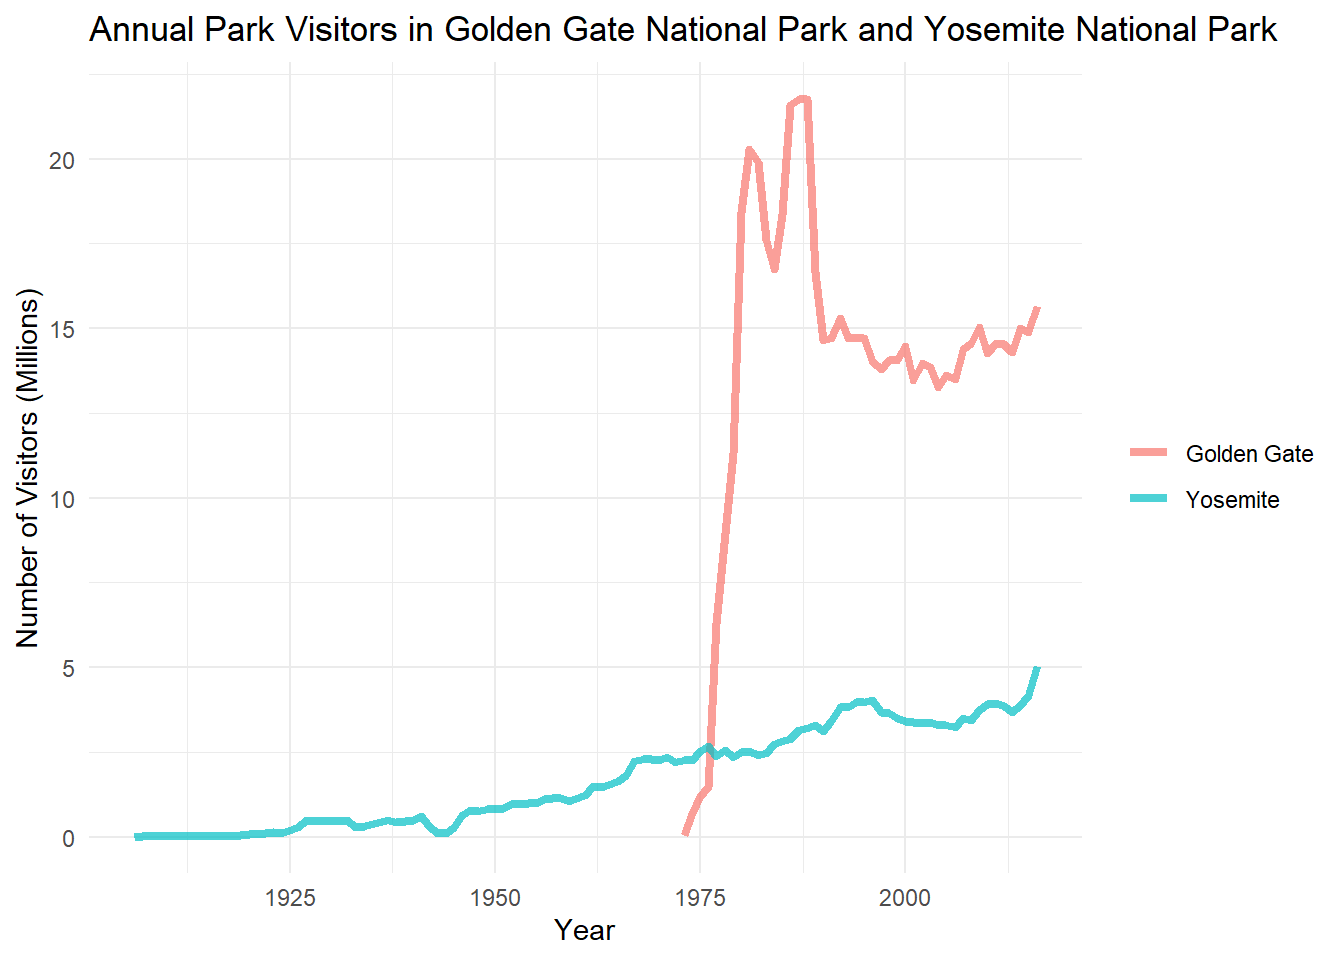 Annual Park Visitors in Golden Gate National Park and Yosemite National Park
Number of Visitors (Millions)
20
15
10
5
0
1925
1950
1975
2000
Year
Golden Gate
Yosemite